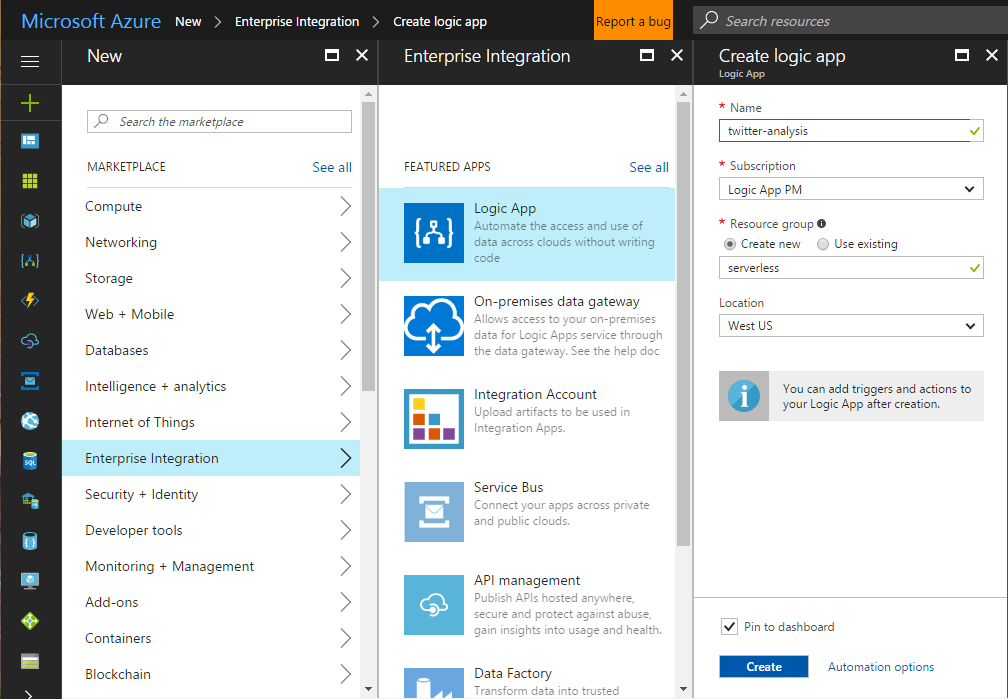 Microsoft Azure New > Enterprise Integration > Create logic app Report a bug Search resources
New
Search the marketplace
MARKETPLACE See all
Compute
Networking
Storage
Web + Mobile
Databases
Intelligence + analytics
Internet of Things
Enterprise Integration
Security + Identity
Developer tools
Monitoring + Management
Add-ons
Containers
Blockchain
SQL
Enterprise Integration
FEATURED APPS See all
Logic App
Automate the access and use of
data across clouds without writing
code
On-premises data gateway
Allows access to your on-premises
data for Logic Apps service through
the data gateway. See the help doc
Integration Account
Upload artifacts to be used in
Integration Apps.
Service Bus
Connect your apps across private
and public clouds.
API management
Publish APIs hosted anywhere,
secure and protect against abuse,
gain insights into usage and health.
Data Factory
Transform data into trusted
Create logic app
Logic App
* Name
twitter-analysis
* Subscription
Logic App PM
* Resource group
Create new Use existing
serverless
Location
West US
You can add triggers and actions to
your Logic App after creation.
Pin to dashboard
Create Automation options